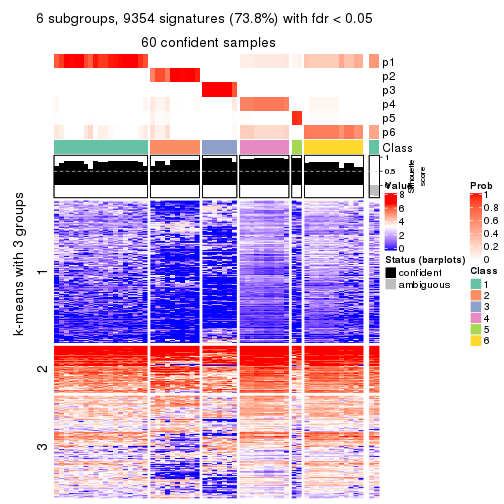 6 subgroups, 9354 signatures (73.8%) with fdr < 0.05
60 confident samples
p1
p2
p3
p4
p5
p6
Class
1
0.5
0
Silhouette
score
k-means with 3 groups
1
2
3
Value
8
6
4
2
0
Status (barplots)
confident
ambiguous
Prob
1
0.8
0.6
0.4
0.2
0
Class
1
2
3
4
5
6